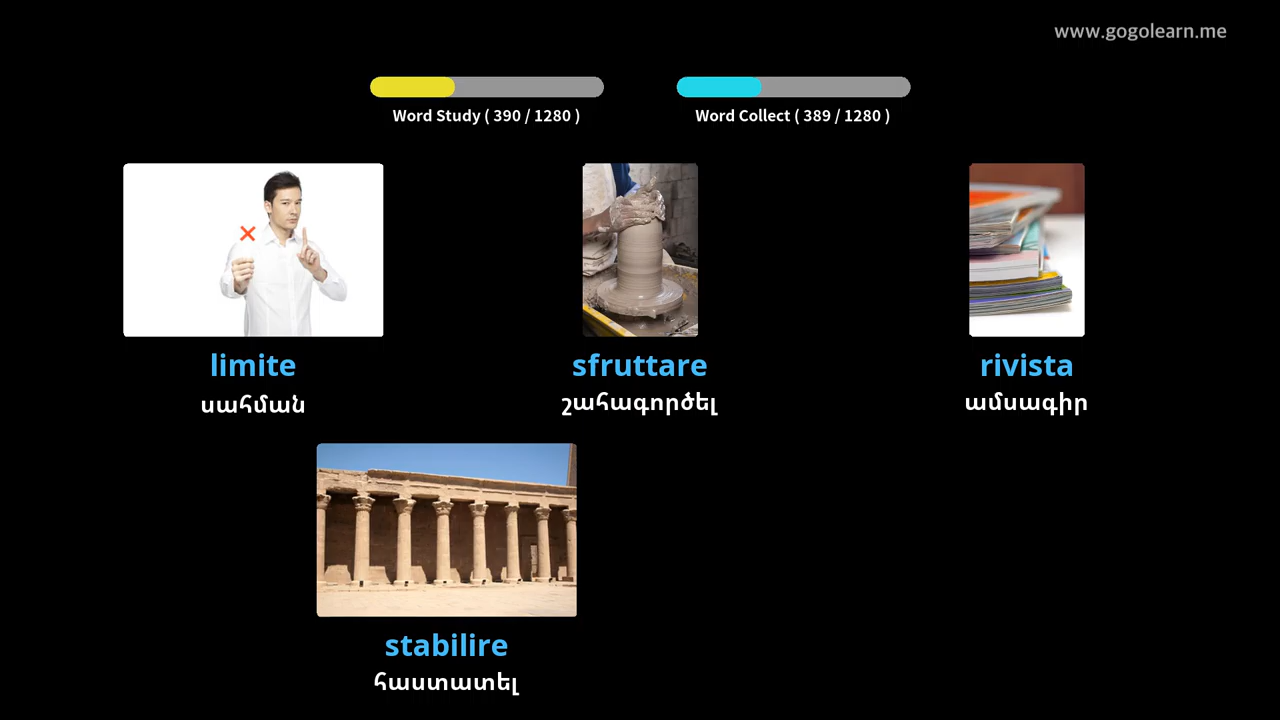 www.gogolearn.me
Word Study ( 390 / 1280 )
Word Collect ( 389 / 1280 )
limite
սահման
sfruttare
շահագործել
rivista
ամսագիր
stabilire
հաստատել